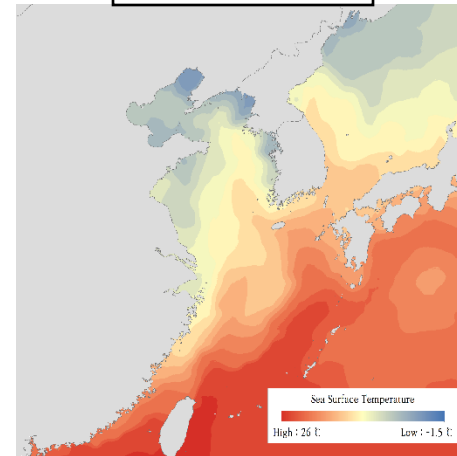 Sea Surface Temperature
High : 26 ℃
Low : -1.5 ℃